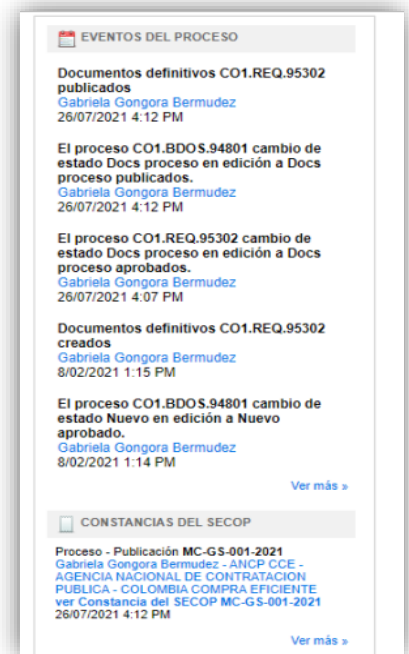 EVENTOS DEL PROCESO
Documentos definitivos CO1.REQ.95302
publicados
Gabriela Gongora Bermudez
26/07/2021 4:12 PM
El proceso CO1.BDOS.94801 cambio de
estado Docs proceso en edición a Docs
proceso publicados.
Gabriela Gongora Bermudez
26/07/2021 4:12 PM
El proceso CO1.REQ.95302 cambio de
estado Docs proceso en edición a Docs
proceso aprobados.
Gabriela Gongora Bermudez
26/07/2021 4:07 PM
Documentos definitivos CO1.REQ.95302
creados
Gabriela Gongora Bermudez
8/02/2021 1:15 PM
El proceso CO1.BDOS.94801 cambio de
estado Nuevo en edición a Nuevo
aprobado.
Gabriela Gongora Bermudez
8/02/2021 1:14 PM
Ver más »
CONSTANCIAS DEL SECOP
Proceso - Publicación MC-GS-001-2021
Gabriela Gongora Bermudez - ANCP CCE -
AGENCIA NACIONAL DE CONTRATACION
PUBLICA - COLOMBIA COMPRA EFICIENTE
ver Constancia del SECOP MC-GS-001-2021
26/07/2021 4:12 PM
Ver más »